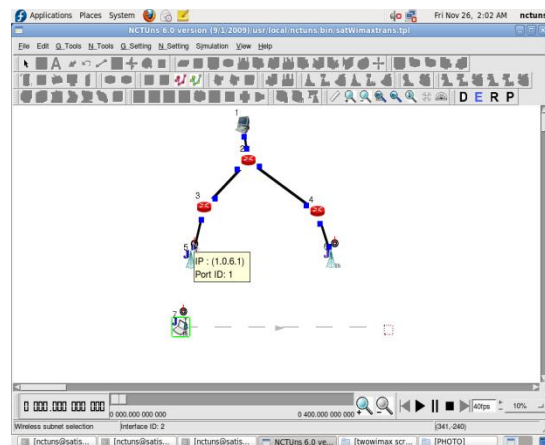 Applications Places System
Fri Nov 26, 2:02 AM nctuns
NCTUns 6.0 version (9/1/2009)/usr/local/nctuns/bin/satWimaxtrans.tpl
File Edit G_Tools N_Tools G_Setting N_Setting Simulation View Help
D E R P
1
2
3
4
5
IP : (1.0.6.1)
Port ID: 1
7
0 000.000 000 000
0 000.000 000 000
0 400.000 000 000
40fps
10%
Wireless subnet selection
Interface ID: 2
(341,-240)
[nctuns@satis...
[nctuns@satis...
[nctuns@satis...
NCTUns 6.0 ve...
[twowimax scr...
[PHOTO]